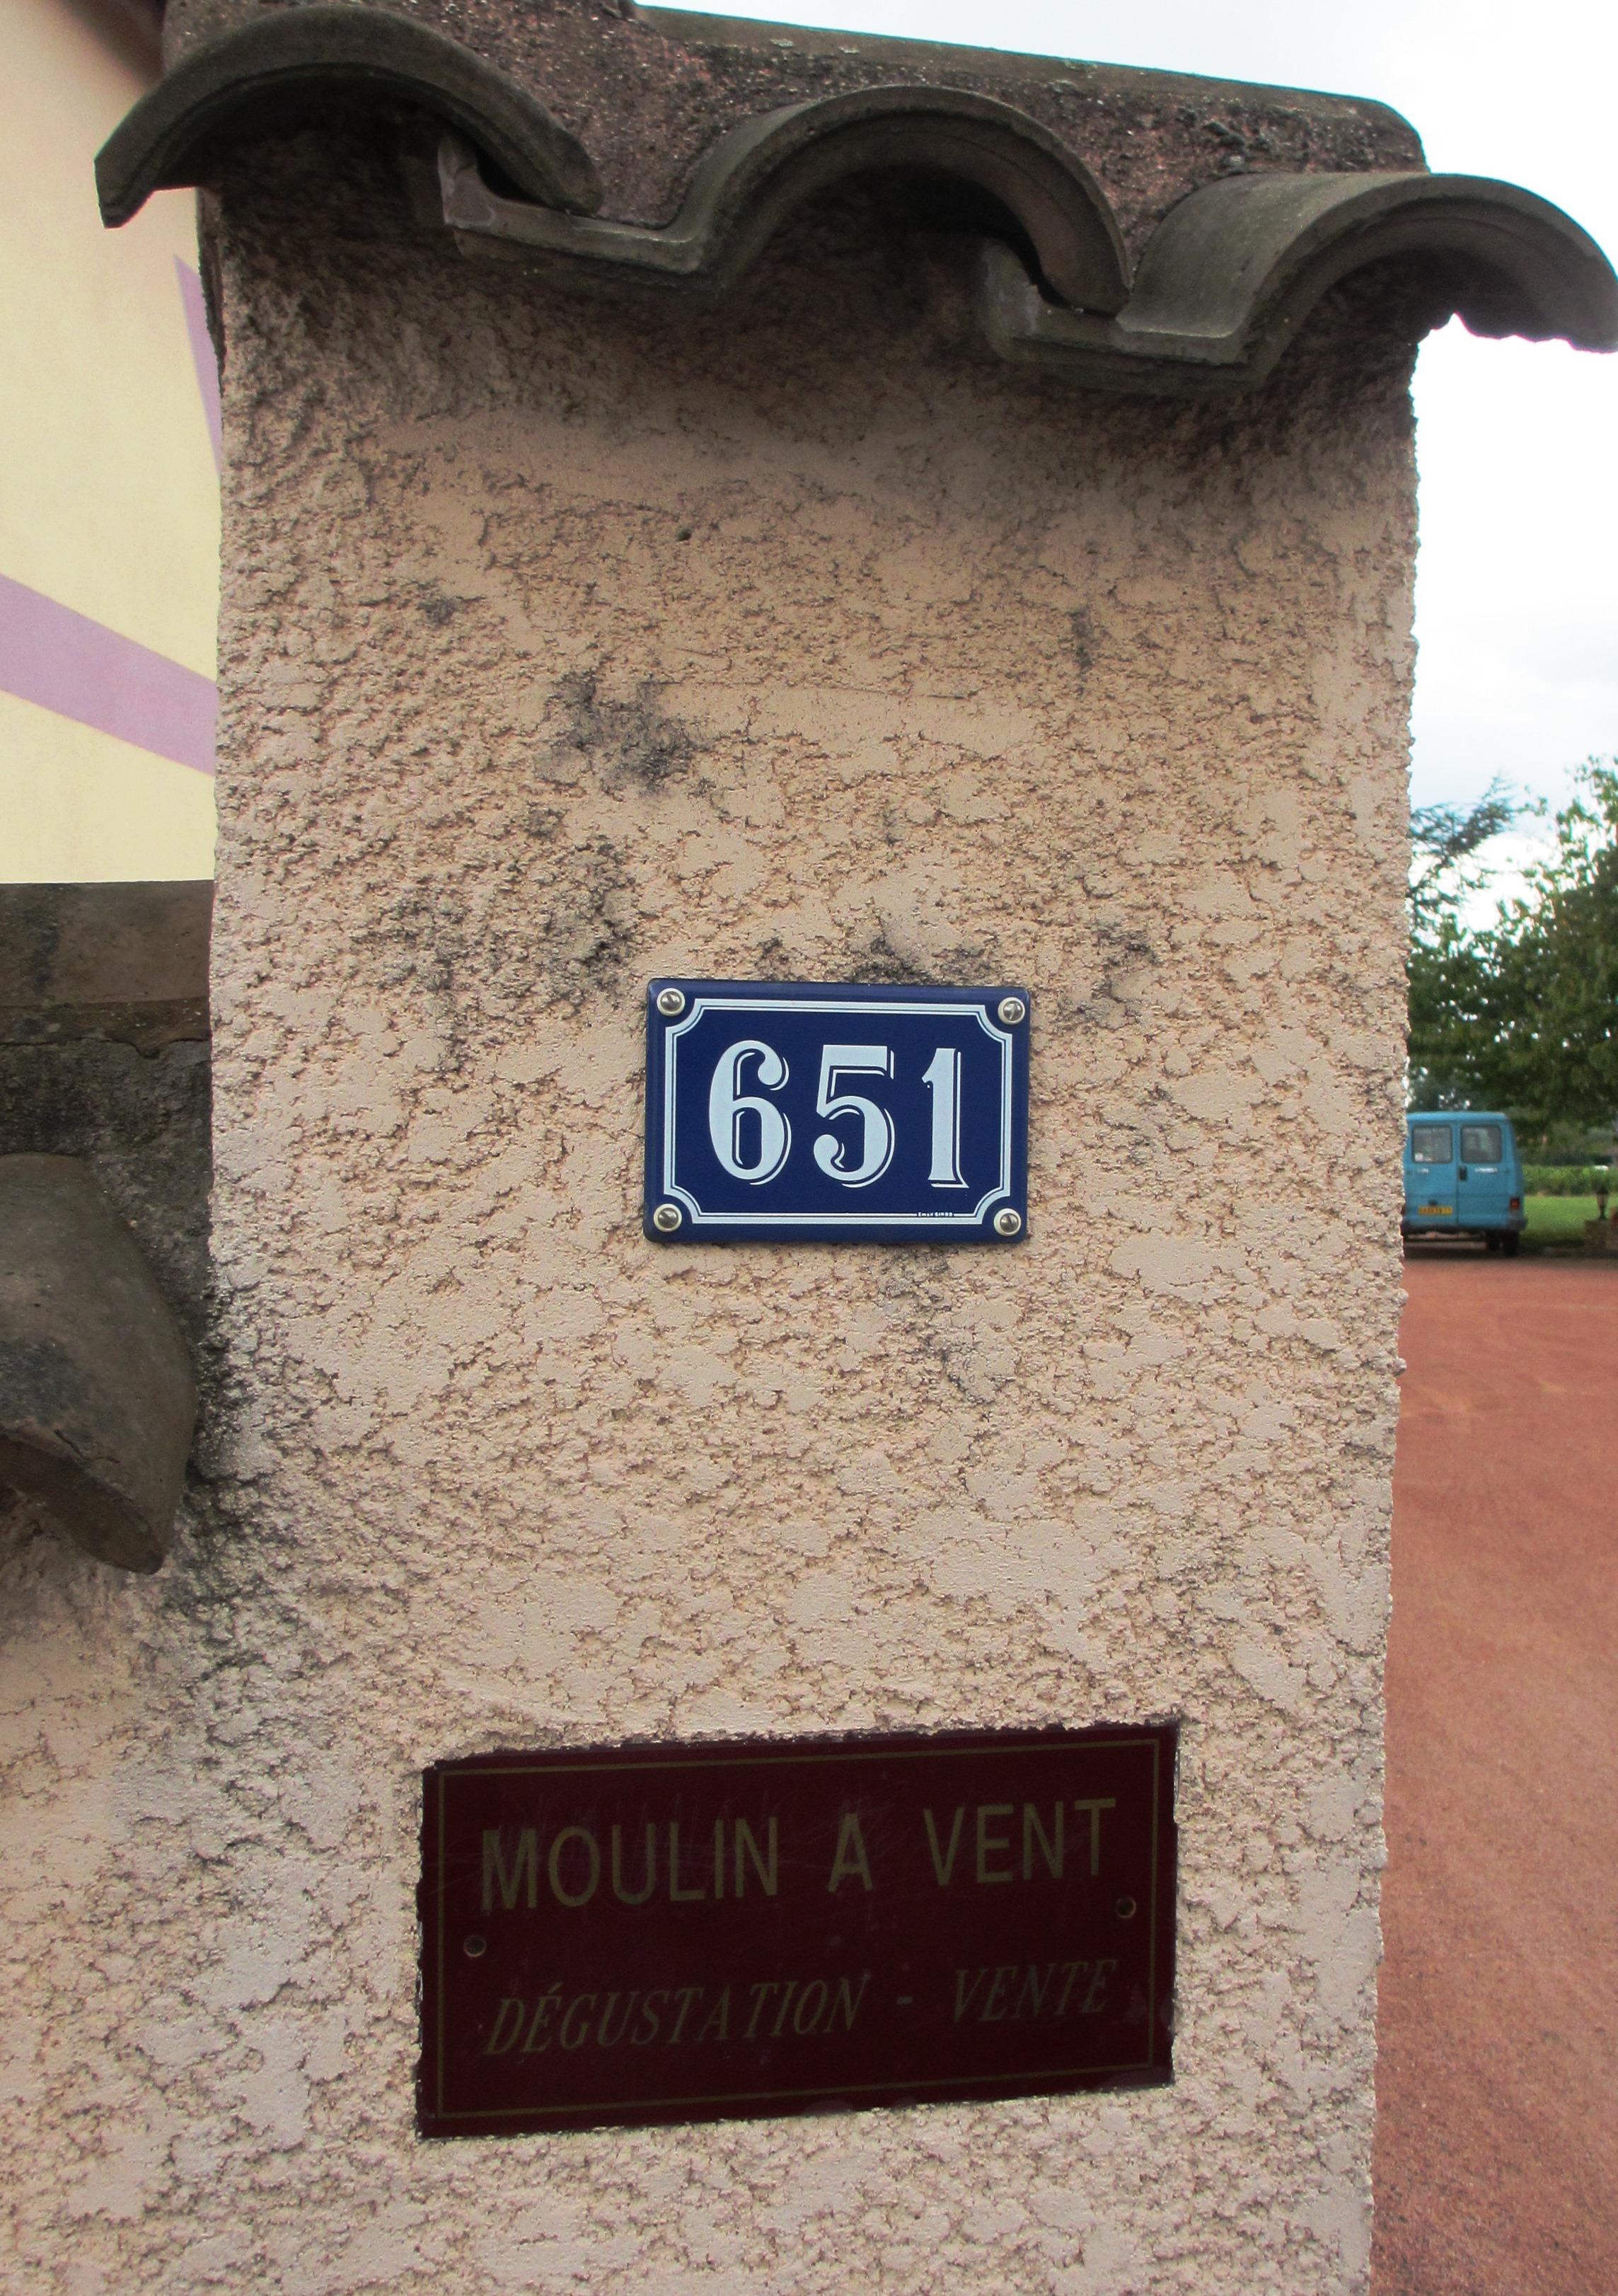 651
MOULIN A VENT
DÉGUSTATION - VENTE